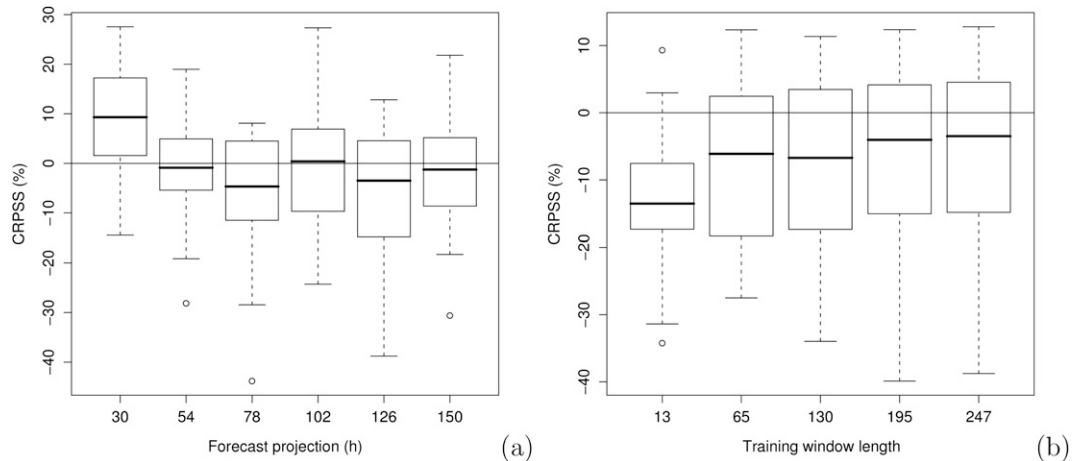 CRPSS (%)
30
20
10
0
−10
−20
−30
−40
30 54 78 102 126 150
Forecast projection (h)
(a)
CRPSS (%)
10
0
−10
−20
−30
−40
13 65 130 195 247
Training window length
(b)